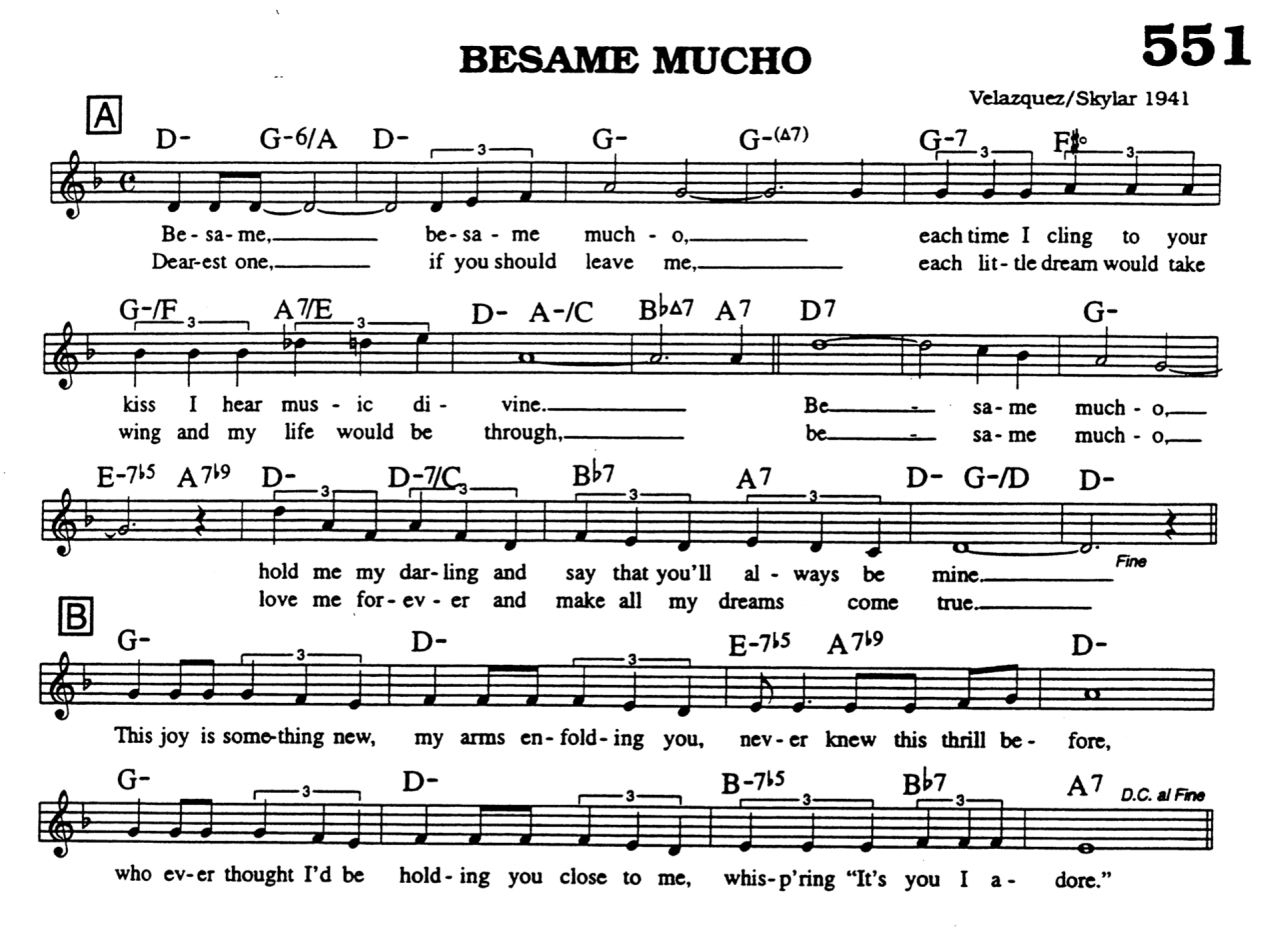 551
BESAME MUCHO
Velazquez/Skylar 1941
A
D- G-6/A D- G- G-(Δ7) G-7 F#°
3 3 3
Be - sa - me, be - sa - me much - o, each time I cling to your
Dear-est one, if you should leave me, each lit - tle dream would take
G-/F A7/E D- A-/C B♭Δ7 A7 D7 G-
3 3
kiss I hear mus - ic di - vine. Be - sa - me much - o,
wing and my life would be through, be - sa - me much - o,
E-7♭5 A7♭9 D- D-7/C B♭7 A7 D- G-/D D-
3 3 3 3
Fine
hold me my dar - ling and say that you'll al - ways be mine.
love me for - ev - er and make all my dreams come true.
B
G- D- E-7♭5 A7♭9 D-
3 3
This joy is some-thing new, my arms en - fold - ing you, nev - er knew this thrill be - fore,
G- D- B-7♭5 B♭7 A7 D.C. al Fine
3 3 3 3
who ev - er thought I'd be hold - ing you close to me, whis - p'ring "It's you I a - dore."